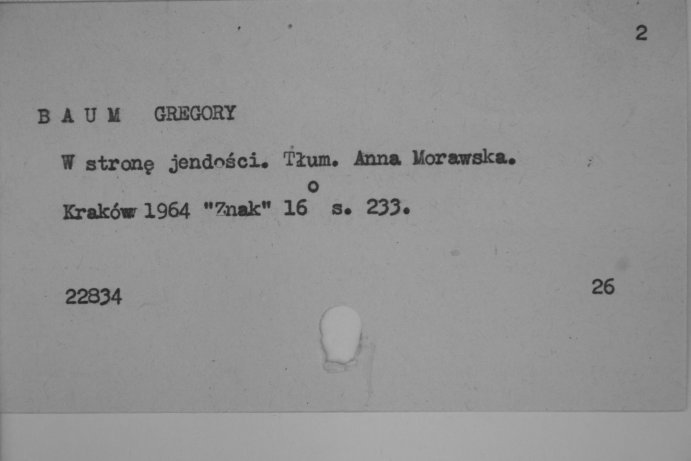 2
B A U M GREGORY
W stronę jendości. Tłum. Anna Morawska.
Kraków 1964 "Znak" 16° s. 233.
22834 26